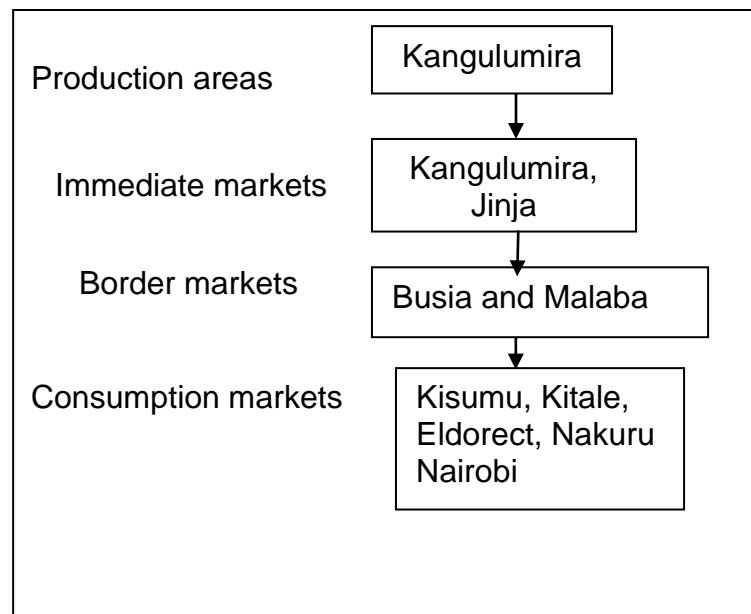 Production areas
Kangulumira
Immediate markets
Kangulumira,
Jinja
Border markets
Busia and Malaba
Consumption markets
Kisumu, Kitale,
Eldorect, Nakuru
Nairobi